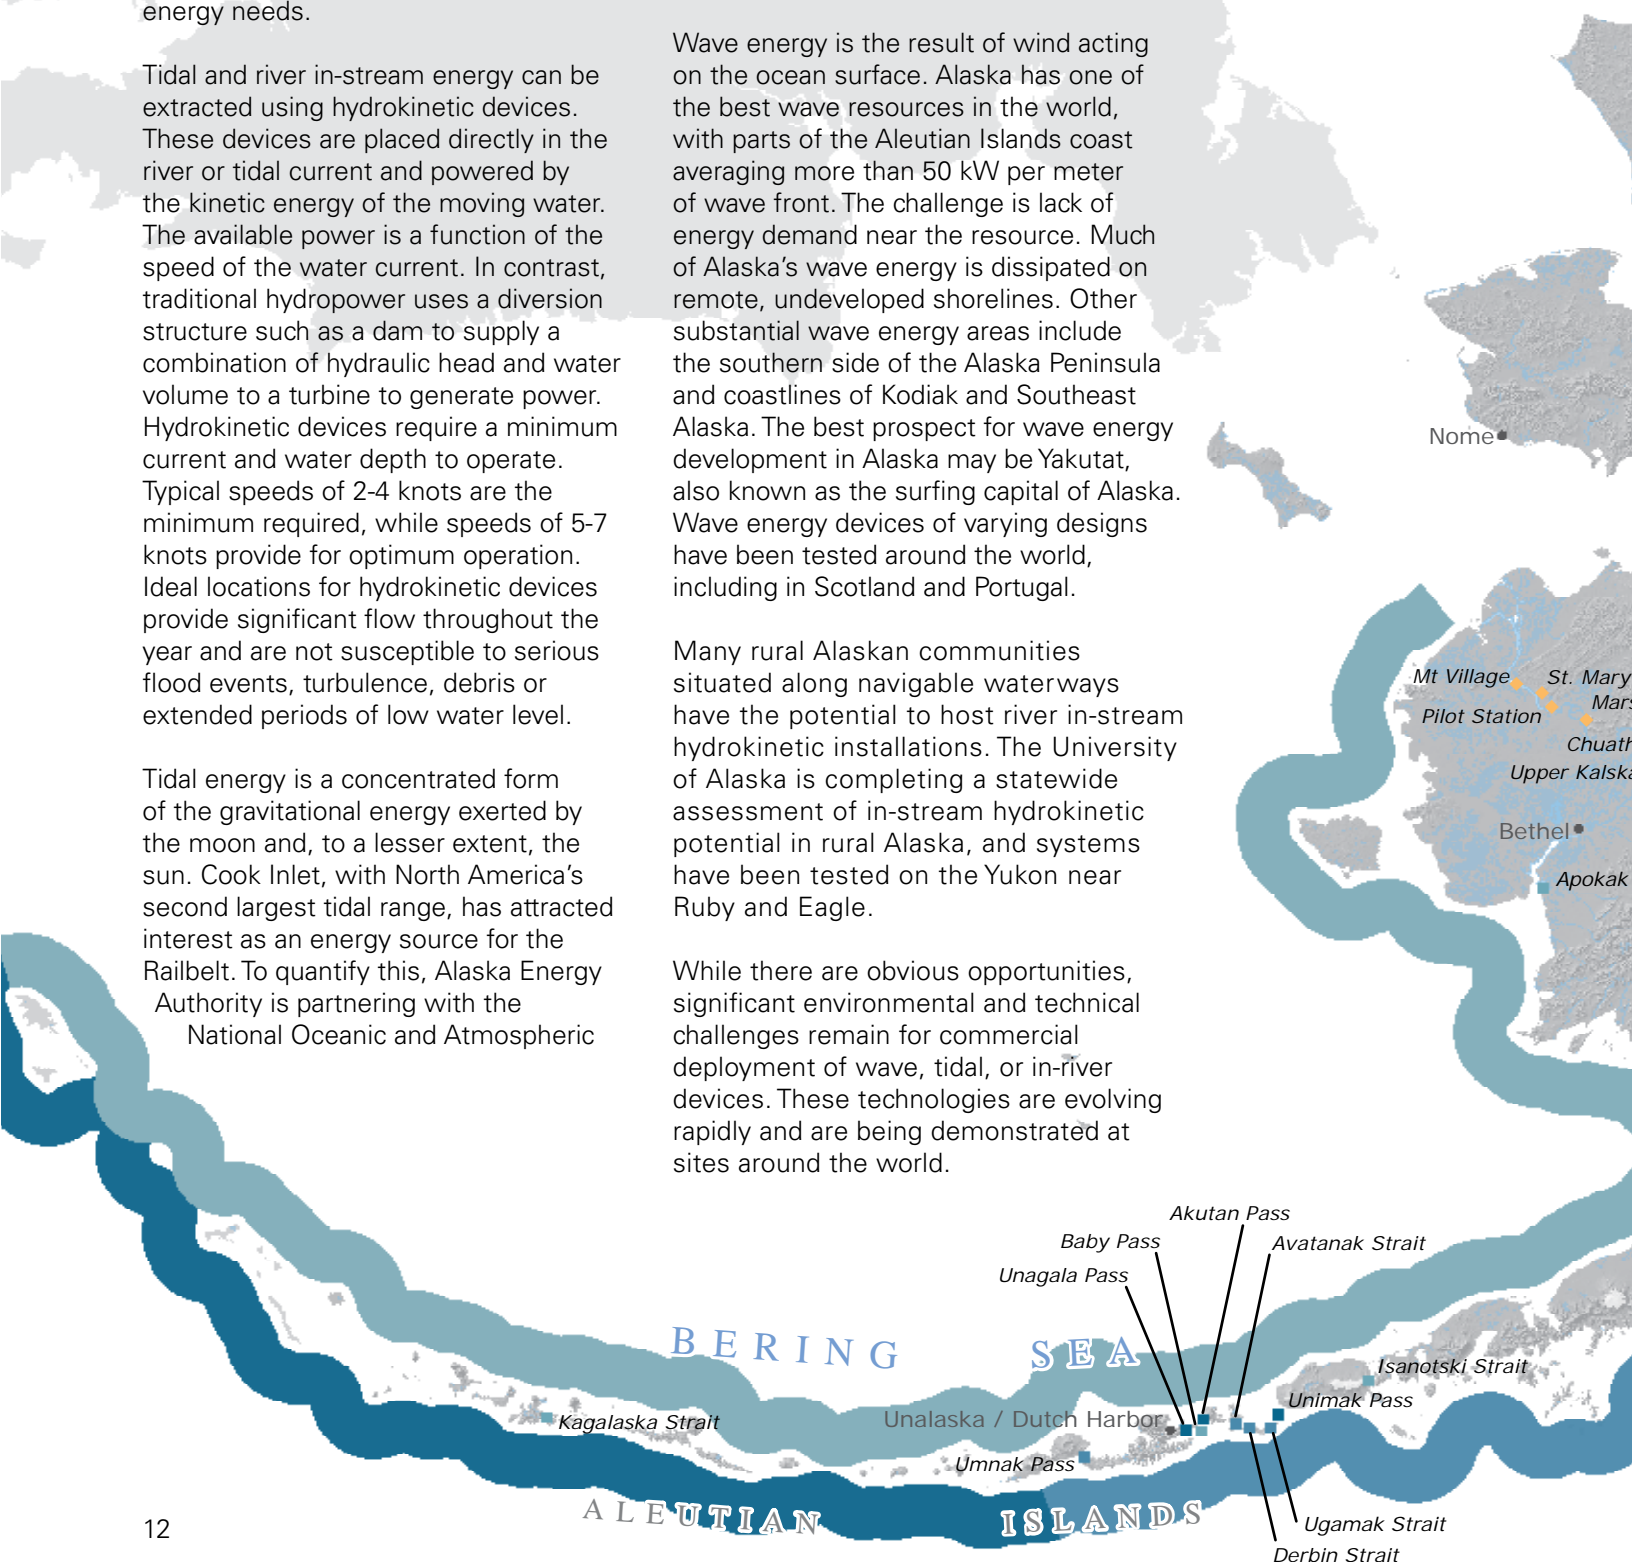 energy needs.
Tidal and river in-stream energy can be
extracted using hydrokinetic devices.
These devices are placed directly in the
river or tidal current and powered by
the kinetic energy of the moving water.
The available power is a function of the
speed of the water current. In contrast,
traditional hydropower uses a diversion
structure such as a dam to supply a
combination of hydraulic head and water
volume to a turbine to generate power.
Hydrokinetic devices require a minimum
current and water depth to operate.
Typical speeds of 2-4 knots are the
minimum required, while speeds of 5-7
knots provide for optimum operation.
Ideal locations for hydrokinetic devices
provide significant flow throughout the
year and are not susceptible to serious
flood events, turbulence, debris or
extended periods of low water level.
Tidal energy is a concentrated form
of the gravitational energy exerted by
the moon and, to a lesser extent, the
sun. Cook Inlet, with North America's
second largest tidal range, has attracted
interest as an energy source for the
Railbelt. To quantify this, Alaska Energy
Authority is partnering with the
National Oceanic and Atmospheric
Wave energy is the result of wind acting
on the ocean surface. Alaska has one of
the best wave resources in the world,
with parts of the Aleutian Islands coast
averaging more than 50 kW per meter
of wave front. The challenge is lack of
energy demand near the resource. Much
of Alaska's wave energy is dissipated on
remote, undeveloped shorelines. Other
substantial wave energy areas include
the southern side of the Alaska Peninsula
and coastlines of Kodiak and Southeast
Alaska. The best prospect for wave energy
development in Alaska may be Yakutat,
also known as the surfing capital of Alaska.
Wave energy devices of varying designs
have been tested around the world,
including in Scotland and Portugal.
Many rural Alaskan communities
situated along navigable waterways
have the potential to host river in-stream
hydrokinetic installations. The University
of Alaska is completing a statewide
assessment of in-stream hydrokinetic
potential in rural Alaska, and systems
have been tested on the Yukon near
Ruby and Eagle.
While there are obvious opportunities,
significant environmental and technical
challenges remain for commercial
deployment of wave, tidal, or in-river
devices. These technologies are evolving
rapidly and are being demonstrated at
sites around the world.
Nome
Mt Village
St. Mary
Mars
Pilot Station
Chuath
Upper Kalska
Bethel
Apokak
Akutan Pass
Baby Pass
Avatanak Strait
Unagala Pass
BERING SEA
Isanotski Strait
Unimak Pass
Kagalaska Strait
Unalaska / Dutch Harbor
Umnak Pass
ALEUTIAN ISLANDS
Ugamak Strait
Derbin Strait
12